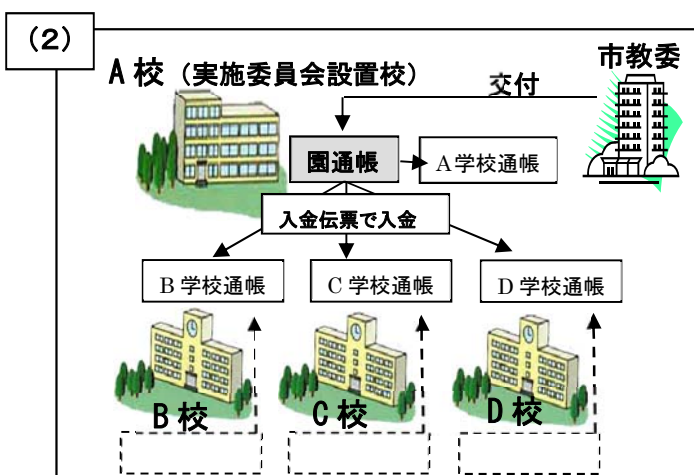 (2)
A校 (実施委員会設置校)
市教委
交付
園通帳
A学校通帳
入金伝票で入金
B学校通帳
C学校通帳
D学校通帳
B校
C校
D校